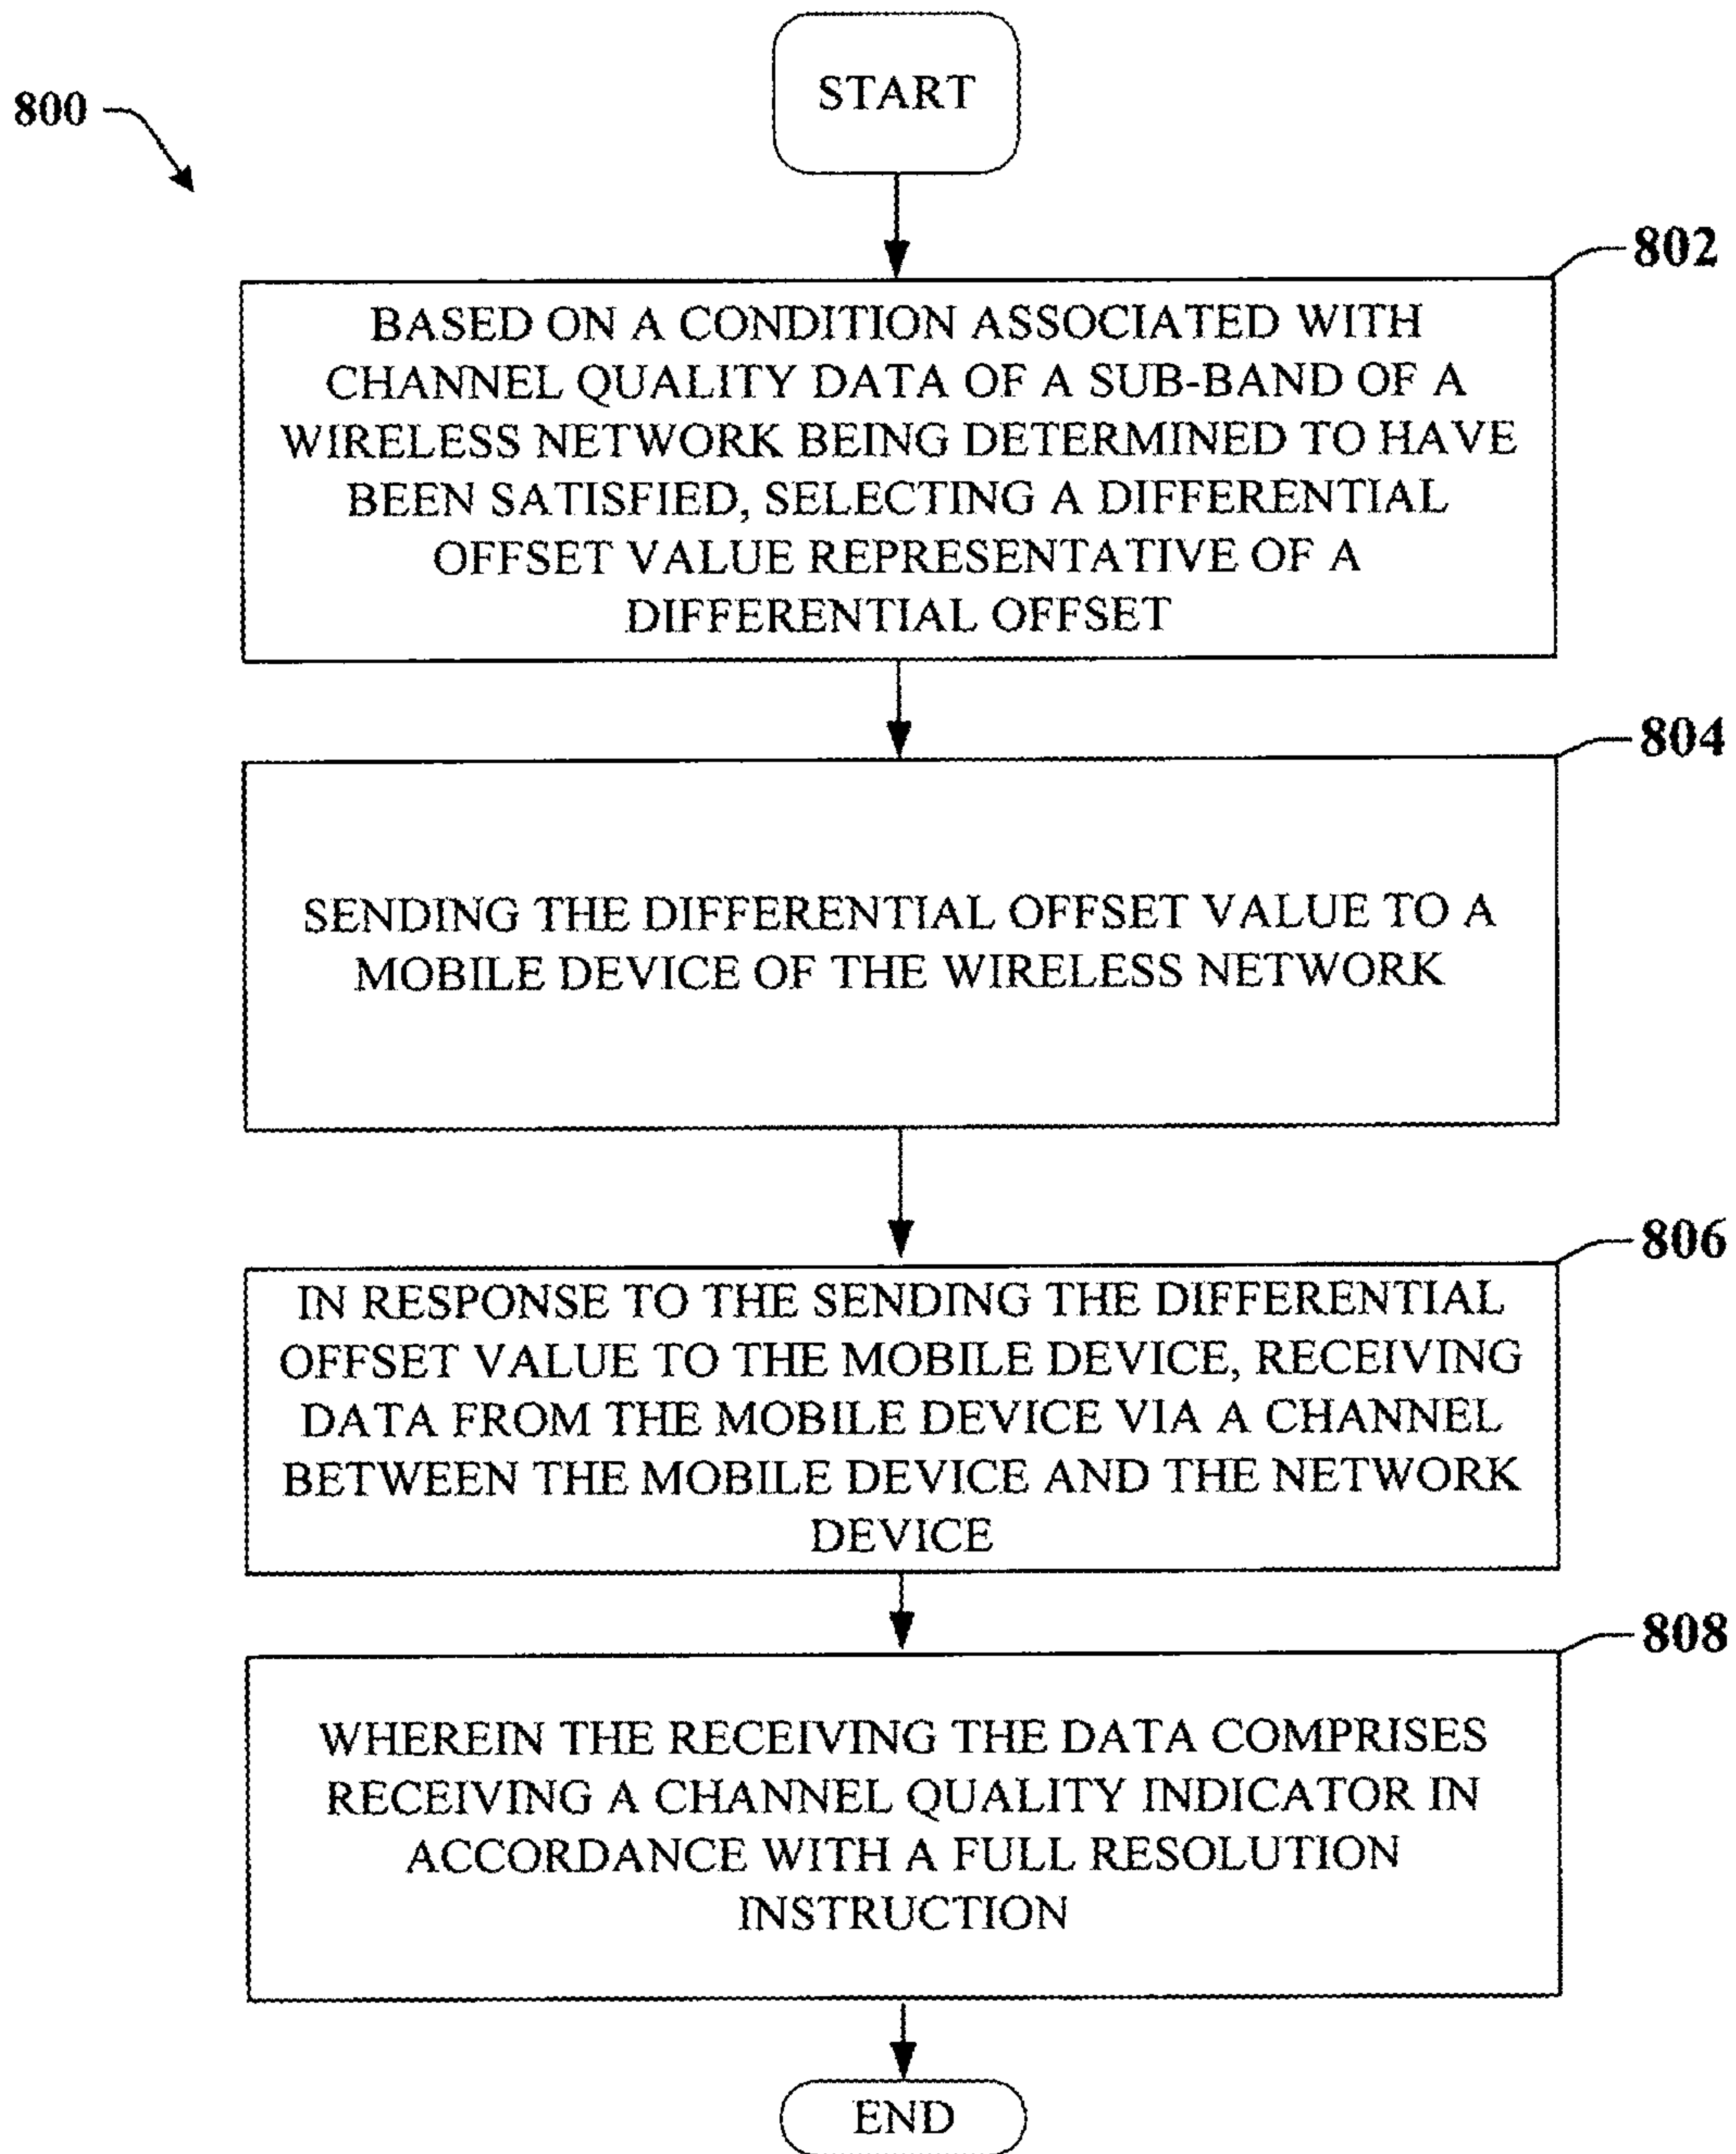 START
800
802
BASED ON A CONDITION ASSOCIATED WITH
CHANNEL QUALITY DATA OF A SUB-BAND OF A
WIRELESS NETWORK BEING DETERMINED TO HAVE
BEEN SATISFIED, SELECTING A DIFFERENTIAL
OFFSET VALUE REPRESENTATIVE OF A
DIFFERENTIAL OFFSET
804
SENDING THE DIFFERENTIAL OFFSET VALUE TO A
MOBILE DEVICE OF THE WIRELESS NETWORK
806
IN RESPONSE TO THE SENDING THE DIFFERENTIAL
OFFSET VALUE TO THE MOBILE DEVICE, RECEIVING
DATA FROM THE MOBILE DEVICE VIA A CHANNEL
BETWEEN THE MOBILE DEVICE AND THE NETWORK
DEVICE
808
WHEREIN THE RECEIVING THE DATA COMPRISES
RECEIVING A CHANNEL QUALITY INDICATOR IN
ACCORDANCE WITH A FULL RESOLUTION
INSTRUCTION
END